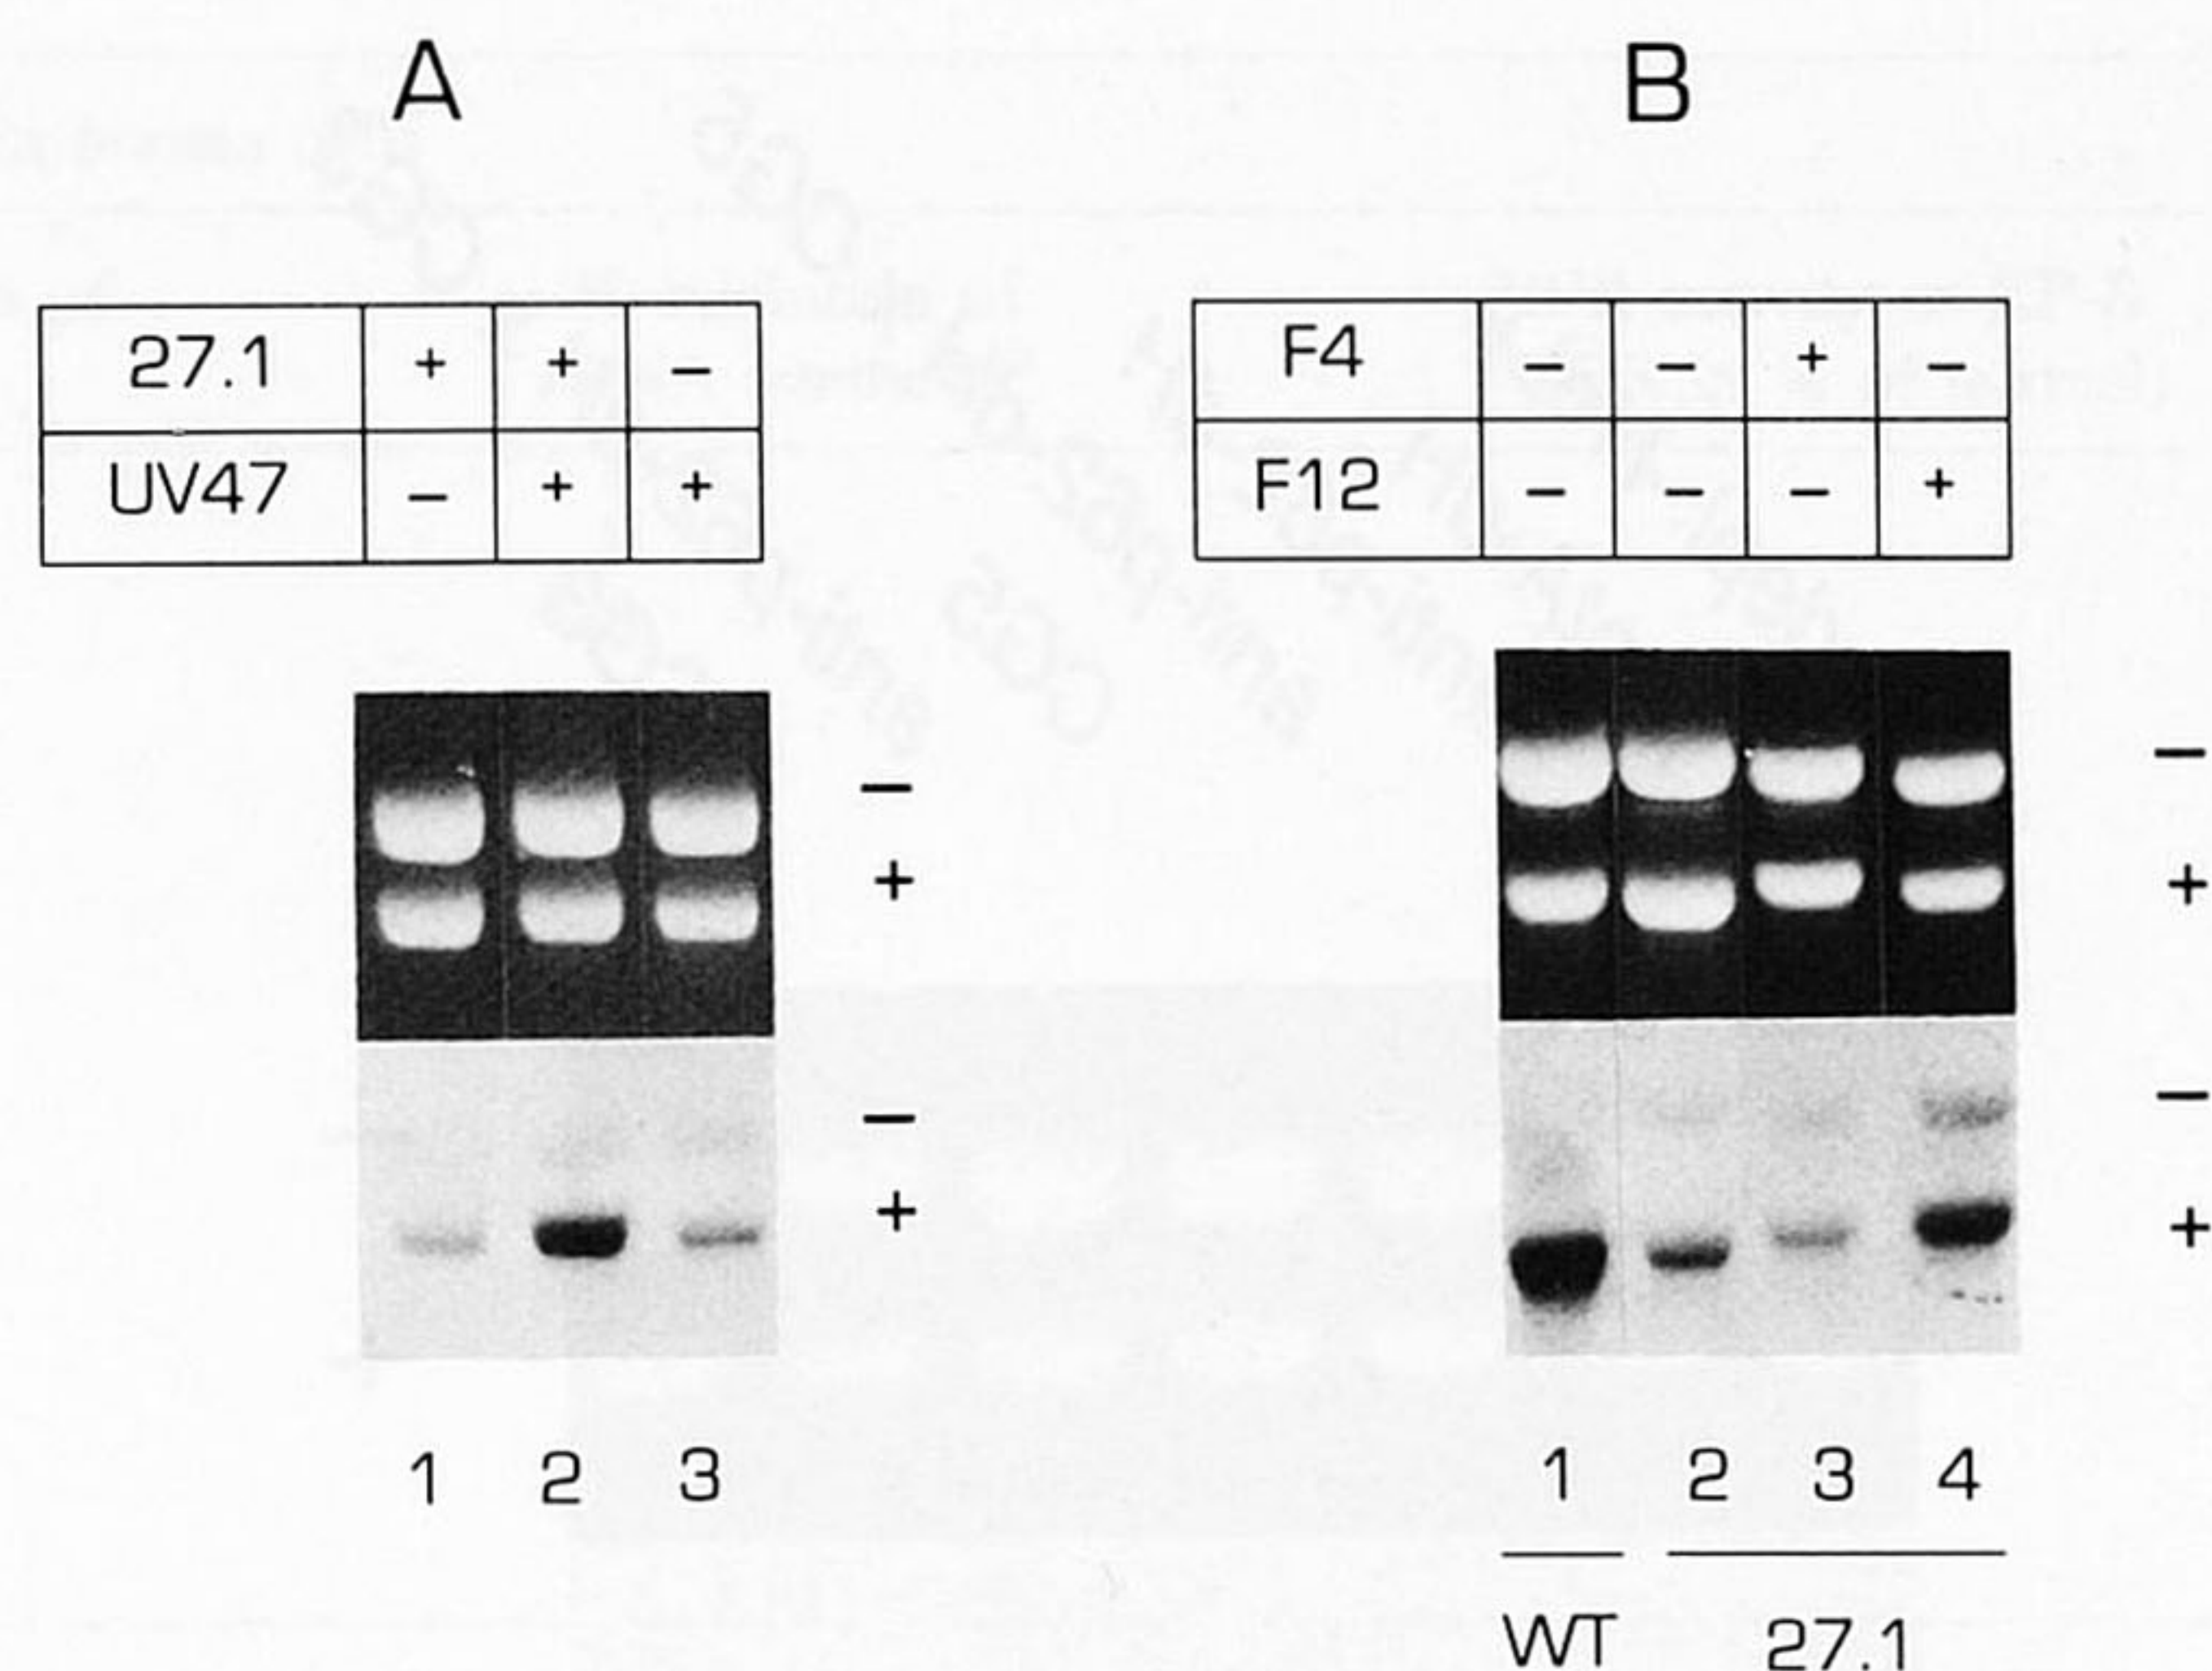 A
B
27.1 + + −
UV47 − + +
F4 − − + −
F12 − − − +
−
+
−
+
−
+
−
+
1 2 3
1 2 3 4
WT 27.1